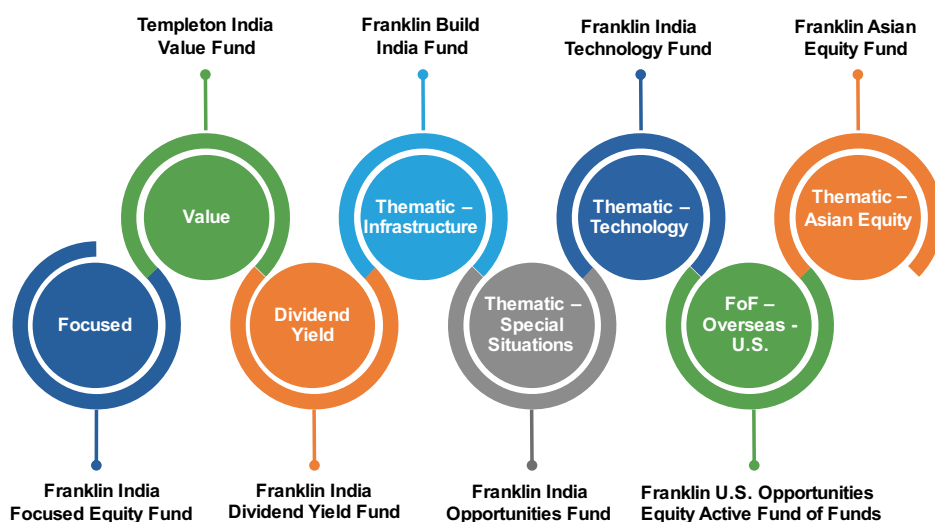 Templeton India
Value Fund
Franklin Build
India Fund
Franklin India
Technology Fund
Franklin Asian
Equity Fund
Value
Thematic –
Infrastructure
Thematic –
Technology
Thematic –
Asian Equity
Focused
Dividend
Yield
Thematic –
Special
Situations
FoF –
Overseas -
U.S.
Franklin India
Focused Equity Fund
Franklin India
Dividend Yield Fund
Franklin India
Opportunities Fund
Franklin U.S. Opportunities
Equity Active Fund of Funds